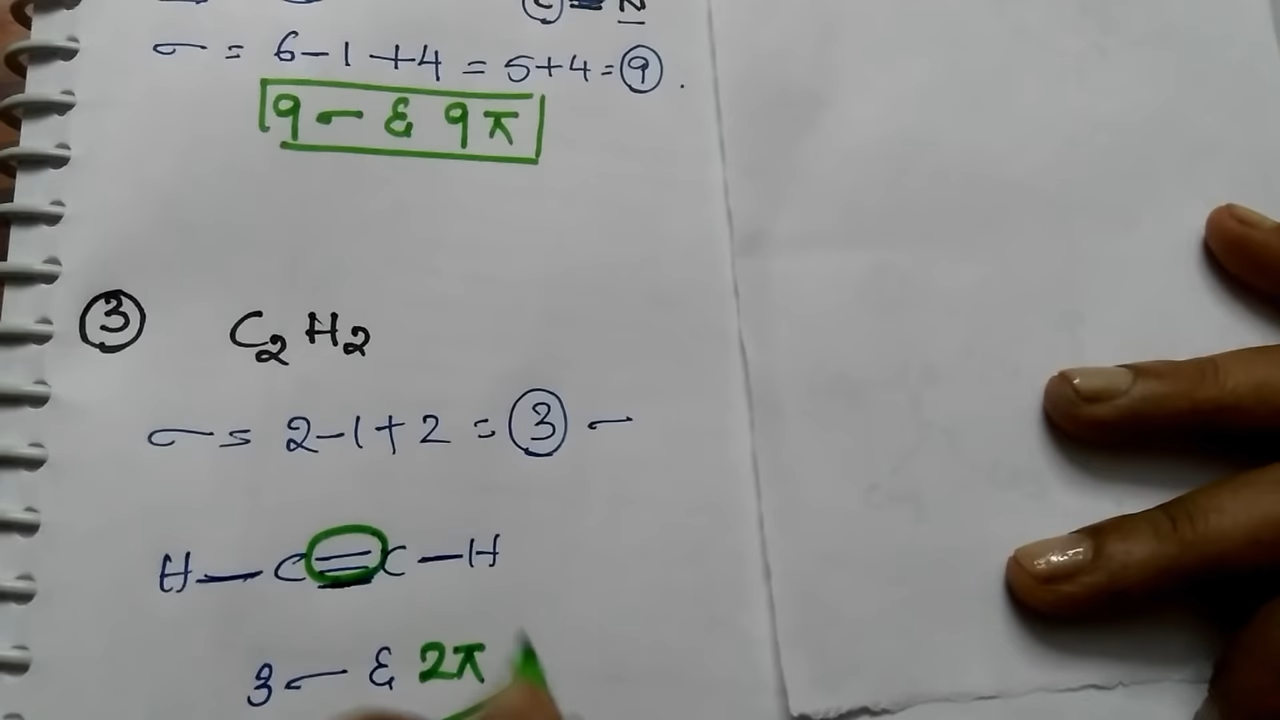 C≡N
σ = 6-1+4 = 5+4=9.
9σ & 9π
3 C2H2
σ = 2-1+2 = 3 σ
H-C≡C-H
3σ & 2π